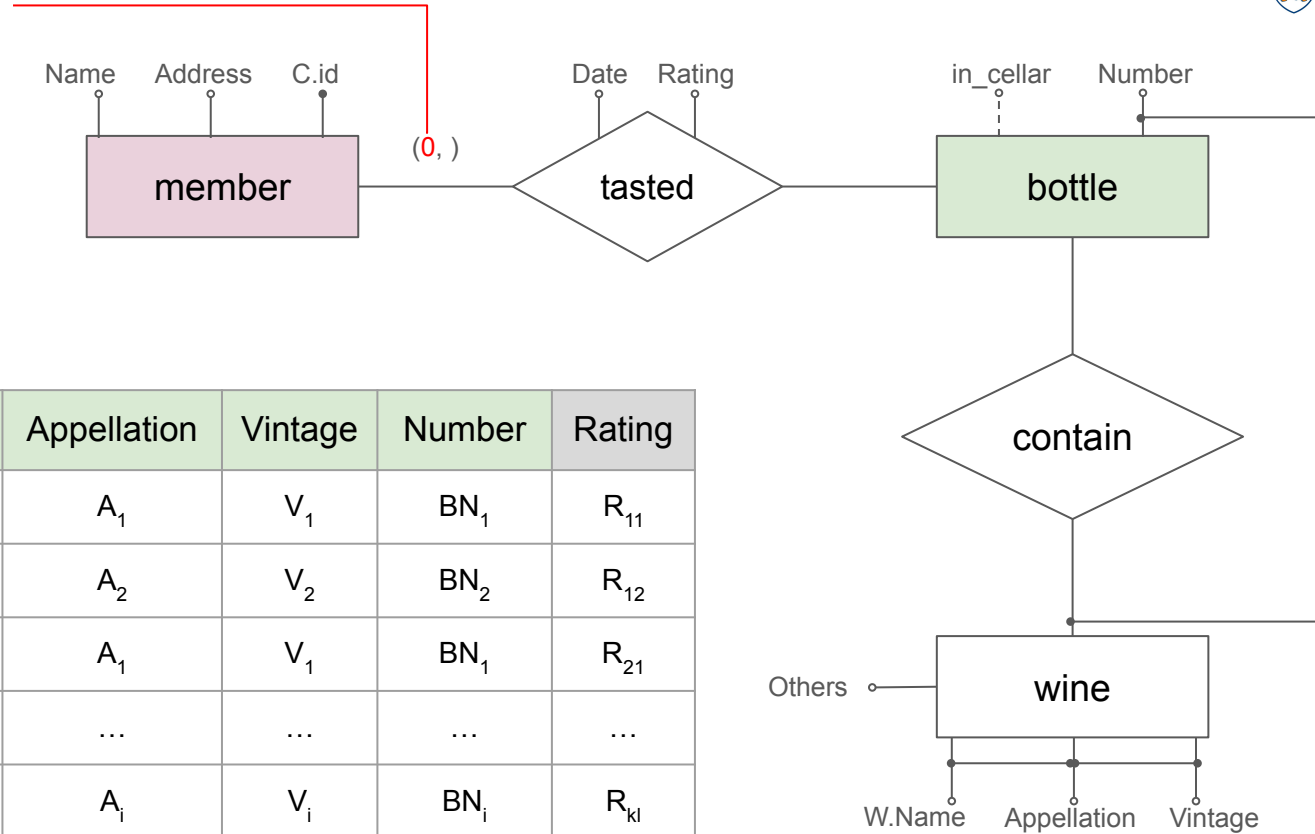 Name Address C.id Date Rating in_cellar Number
(0, )
member tasted bottle
contain
Appellation Vintage Number Rating
A1 V1 BN1 R11
A2 V2 BN2 R12
A1 V1 BN1 R21
… … … …
Ai Vi BNi Rkl
Others wine
W.Name Appellation Vintage